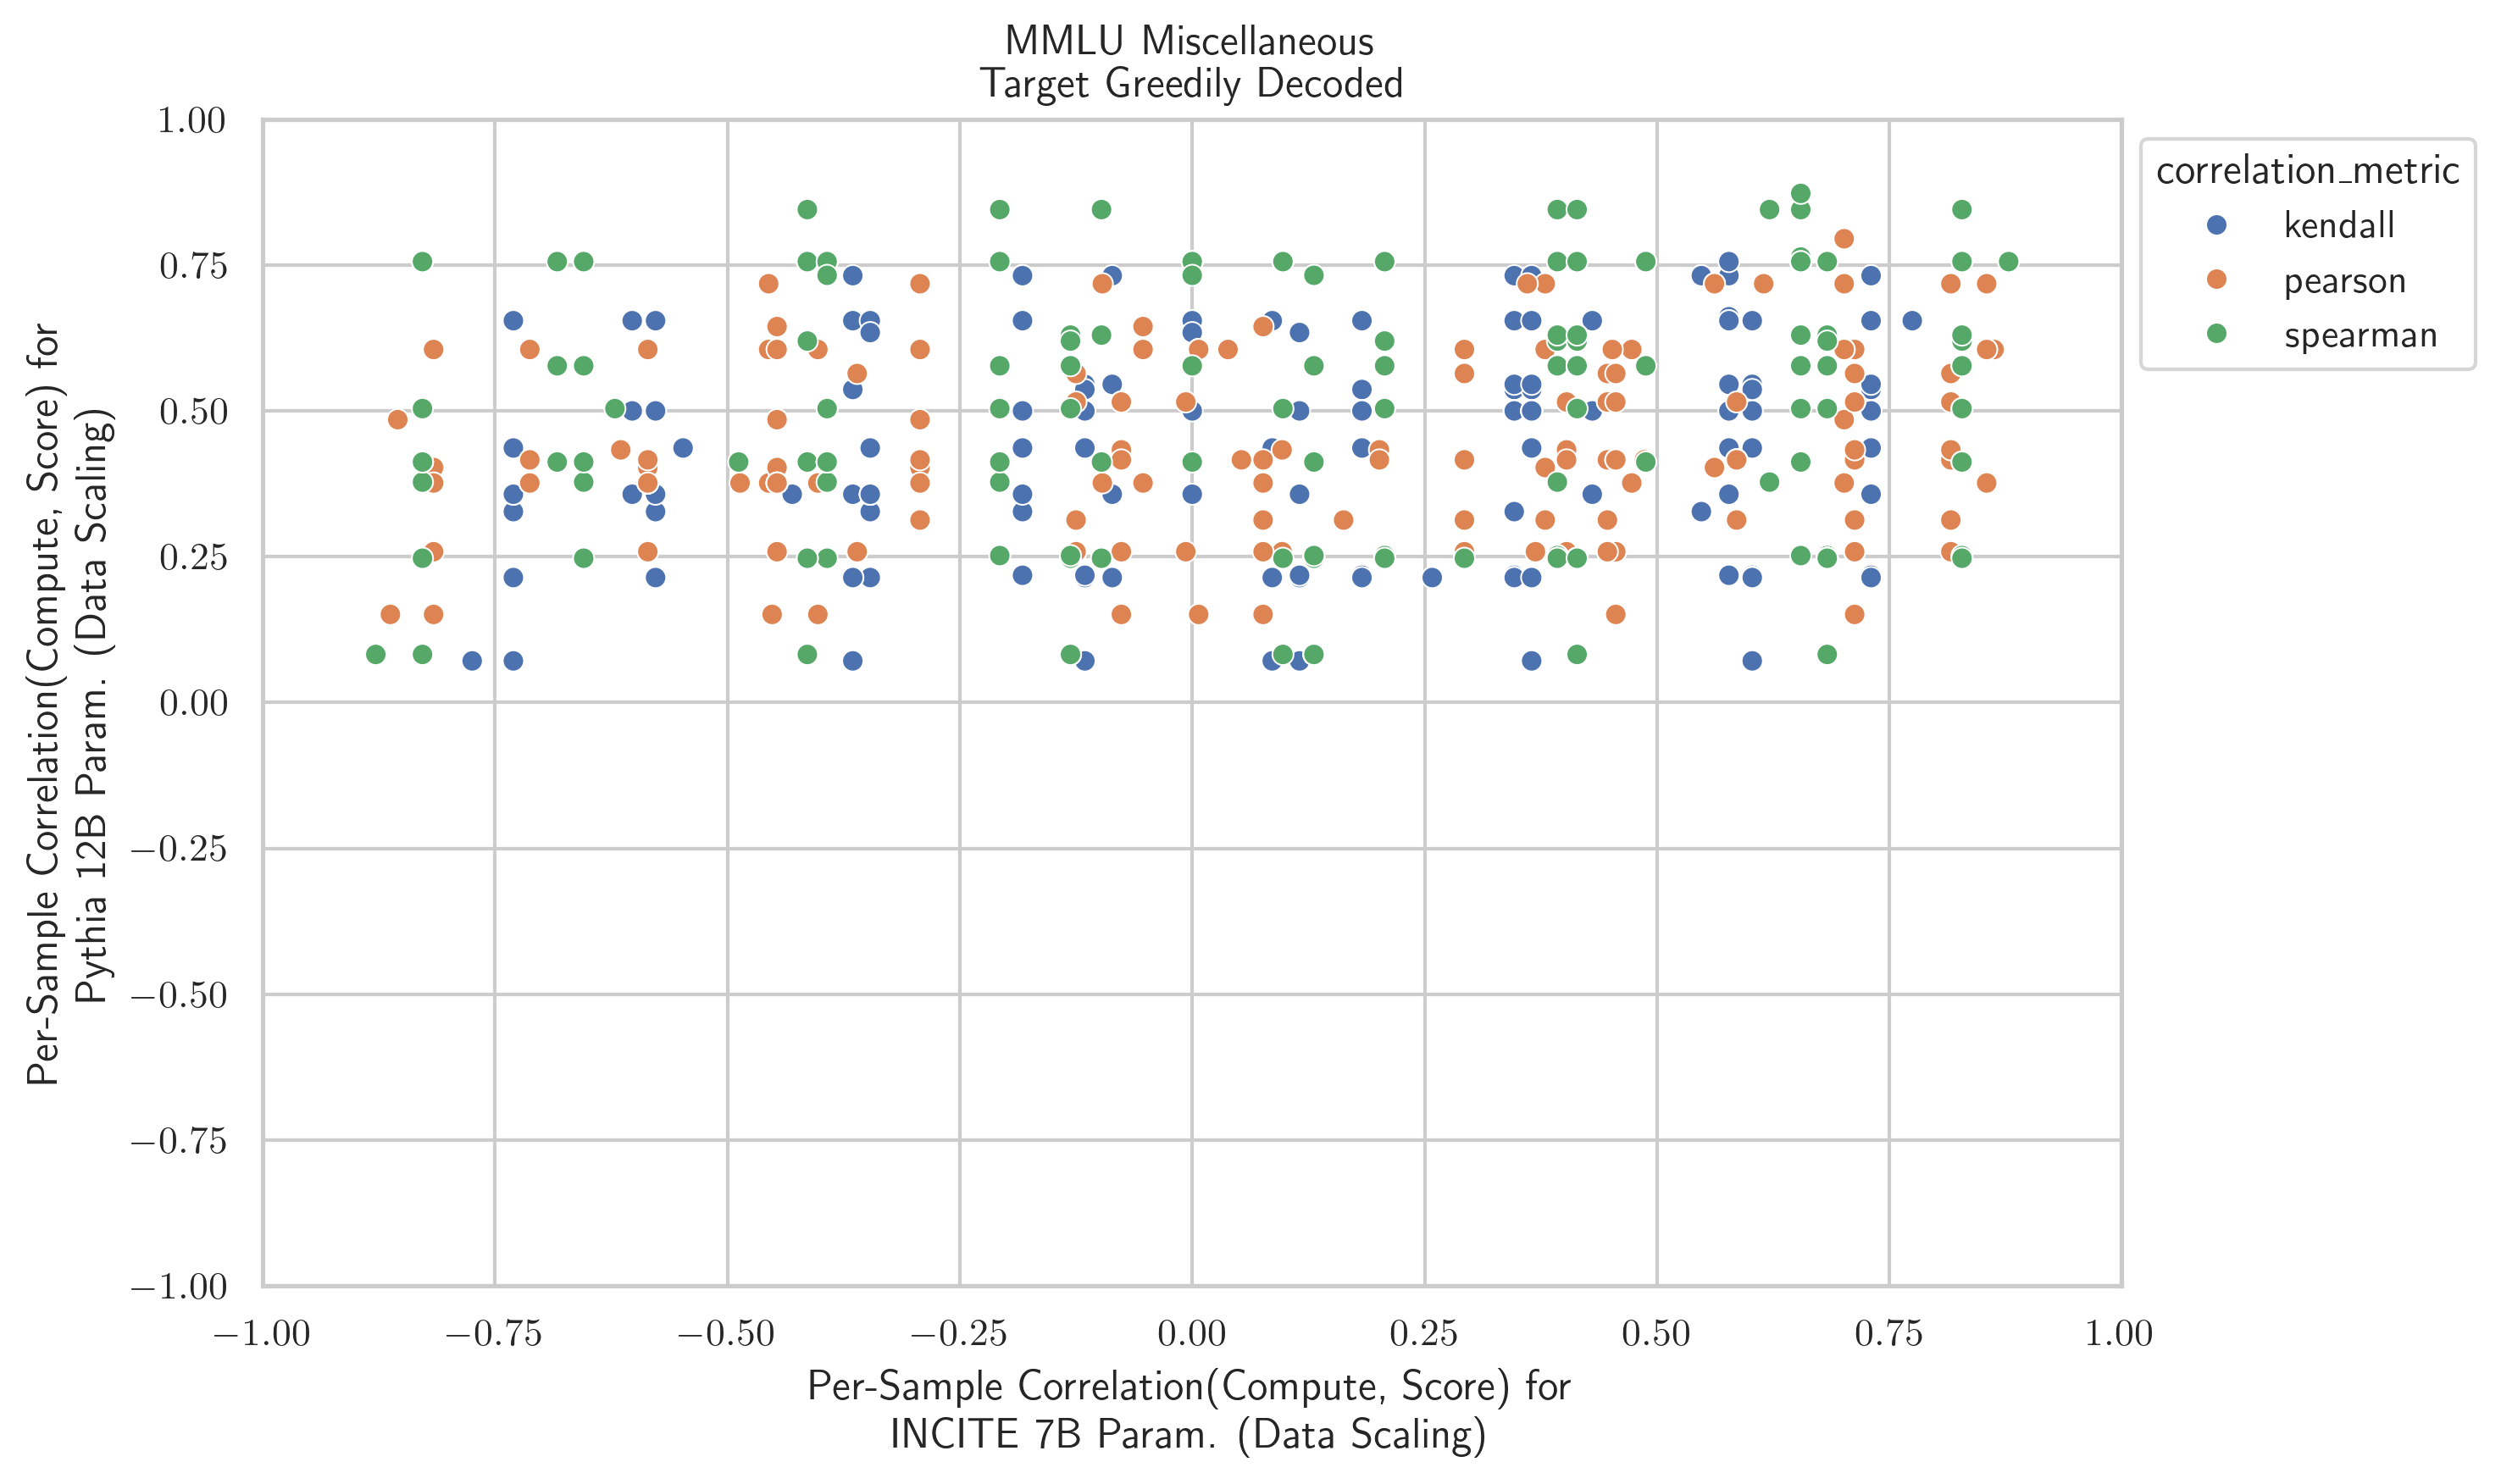 MMLU Miscellaneous
Target Greedily Decoded
Per-Sample Correlation(Compute, Score) for
Pythia 12B Param. (Data Scaling)
1.00
0.75
0.50
0.25
0.00
−0.25
−0.50
−0.75
−1.00
−1.00 −0.75 −0.50 −0.25 0.00 0.25 0.50 0.75 1.00
Per-Sample Correlation(Compute, Score) for
INCITE 7B Param. (Data Scaling)
correlation_metric
kendall
pearson
spearman